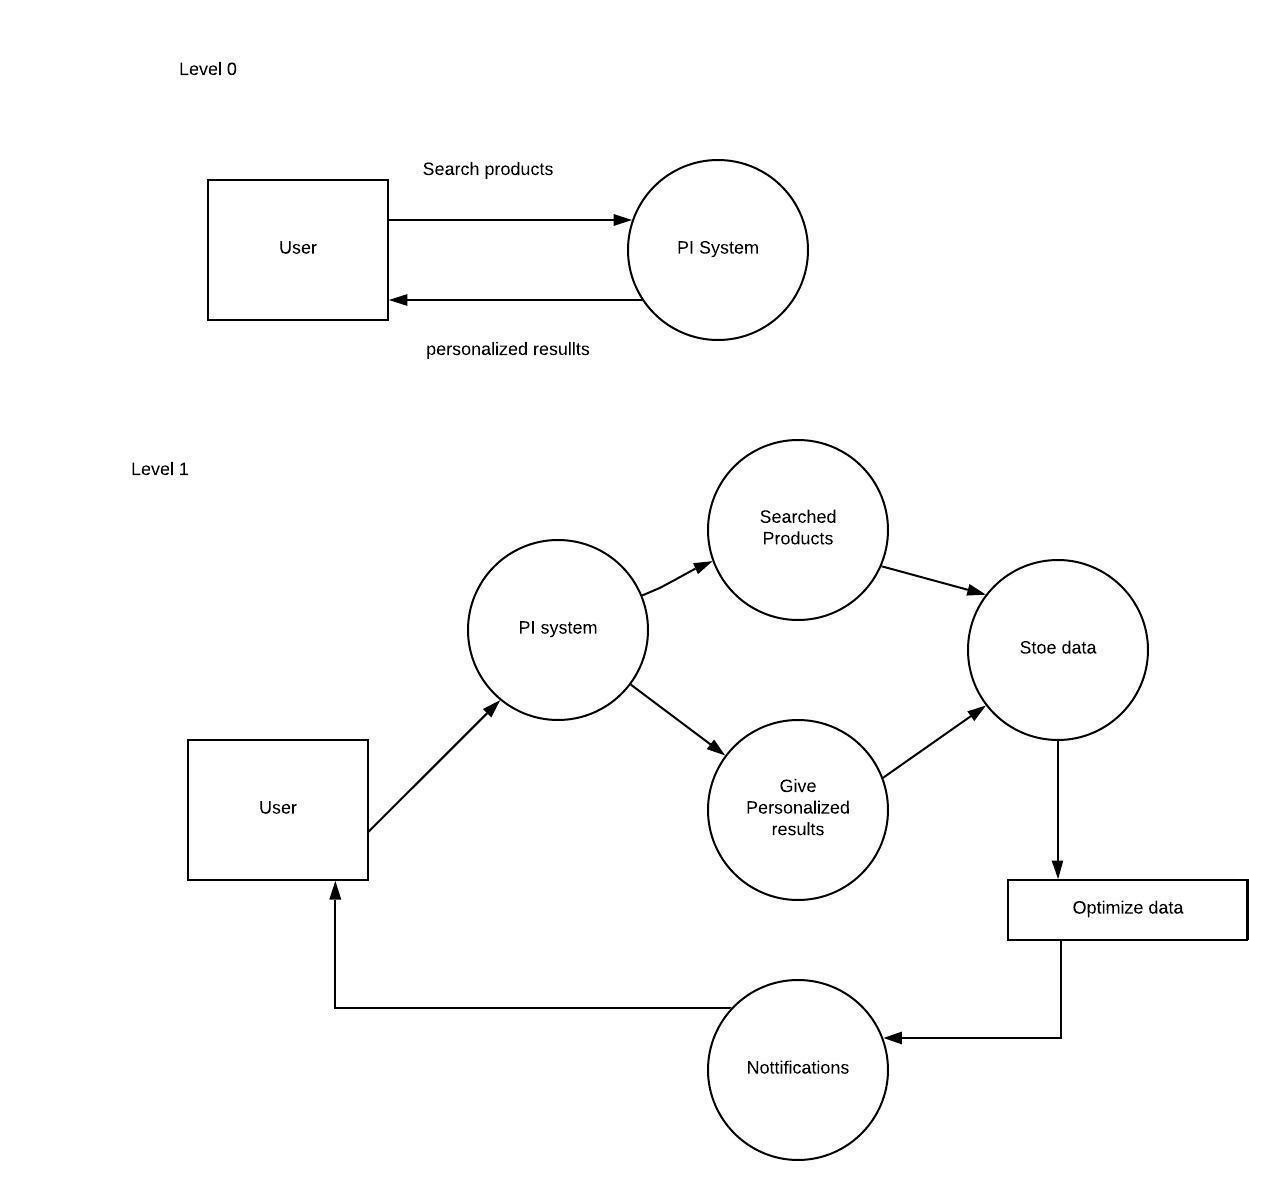 Level 0
Search products
User
PI System
personalized resullts
Level 1
Searched
Products
PI system
Stoe data
Give
Personalized
results
User
Optimize data
Nottifications